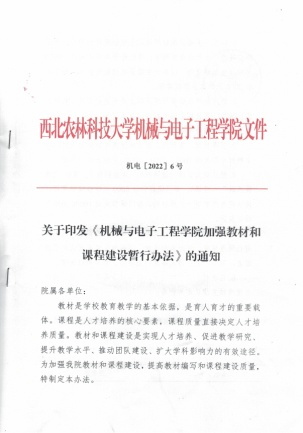 西北农林科技大学机械与电子工程学院文件
机电〔2022〕6号
关于印发《机械与电子工程学院加强教材和
课程建设暂行办法》的通知
院属各单位：
教材是学校教育教学的基本依据，是育人育才的重要载
体。课程是人才培养的核心要素，课程质量直接决定人才培
养质量。教材和课程建设是实现人才培养、促进教学研究、
提升教学水平、推动团队建设、扩大学科影响力的有效途径。
为加强我院教材和课程建设，提高教材编写和课程建设质量，
特制定本办法。